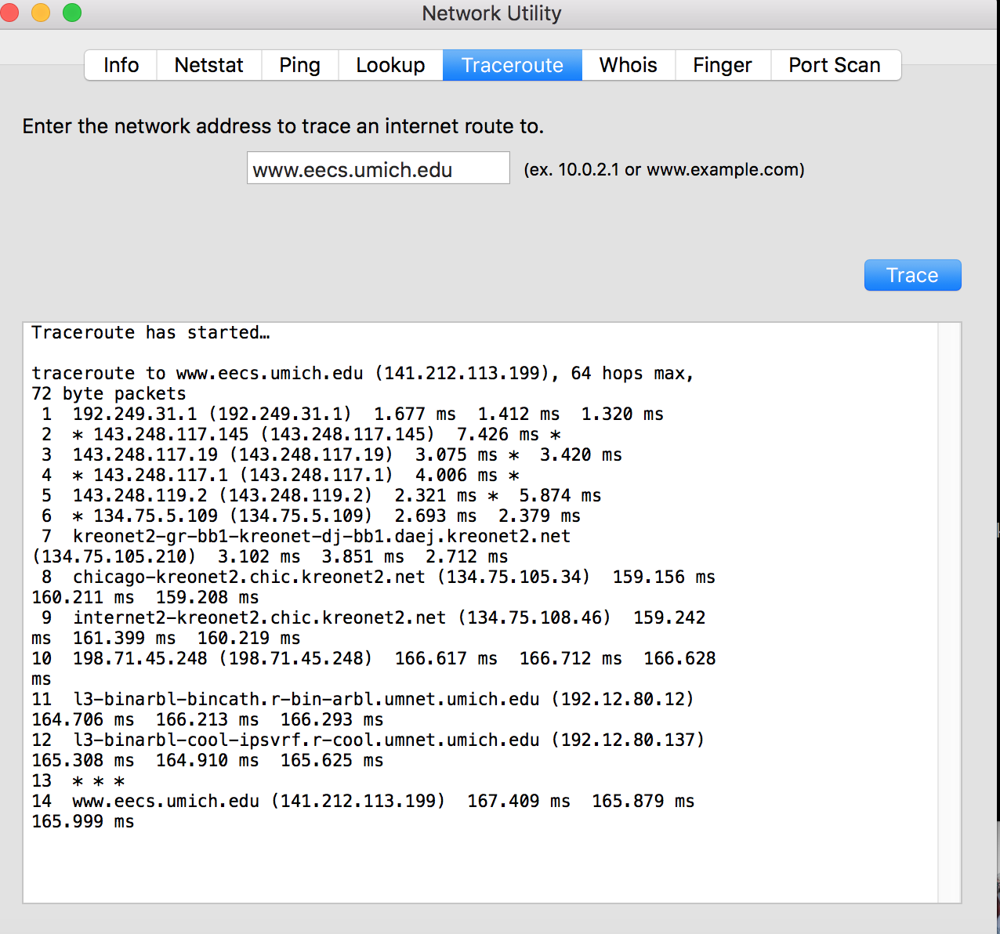 Network Utility
Info Netstat Ping Lookup Traceroute Whois Finger Port Scan
Enter the network address to trace an internet route to.
www.eecs.umich.edu (ex. 10.0.2.1 or www.example.com)
Trace
Traceroute has started…
traceroute to www.eecs.umich.edu (141.212.113.199), 64 hops max,
72 byte packets
 1  192.249.31.1 (192.249.31.1)  1.677 ms  1.412 ms  1.320 ms
 2  * 143.248.117.145 (143.248.117.145)  7.426 ms *
 3  143.248.117.19 (143.248.117.19)  3.075 ms *  3.420 ms
 4  * 143.248.117.1 (143.248.117.1)  4.006 ms *
 5  143.248.119.2 (143.248.119.2)  2.321 ms *  5.874 ms
 6  * 134.75.5.109 (134.75.5.109)  2.693 ms  2.379 ms
 7  kreonet2-gr-bb1-kreonet-dj-bb1.daej.kreonet2.net
(134.75.105.210)  3.102 ms  3.851 ms  2.712 ms
 8  chicago-kreonet2.chic.kreonet2.net (134.75.105.34)  159.156 ms
160.211 ms  159.208 ms
 9  internet2-kreonet2.chic.kreonet2.net (134.75.108.46)  159.242
ms  161.399 ms  160.219 ms
10  198.71.45.248 (198.71.45.248)  166.617 ms  166.712 ms  166.628
ms
11  l3-binarbl-bincath.r-bin-arbl.umnet.umich.edu (192.12.80.12)
164.706 ms  166.213 ms  166.293 ms
12  l3-binarbl-cool-ipsvrf.r-cool.umnet.umich.edu (192.12.80.137)
165.308 ms  164.910 ms  165.625 ms
13  * * *
14  www.eecs.umich.edu (141.212.113.199)  167.409 ms  165.879 ms
165.999 ms